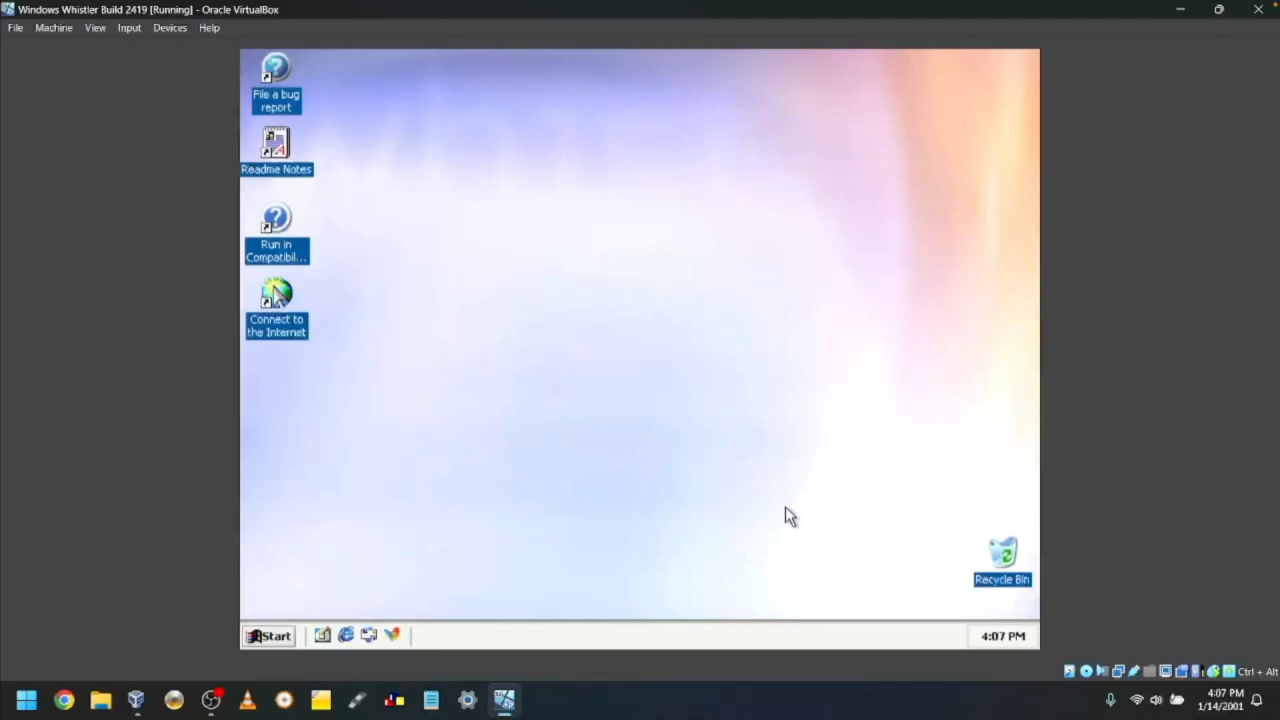 Windows Whistler Build 2419 [Running] - Oracle VirtualBox
File Machine View Input Devices Help
File a bug
report
Readme Notes
Run in
Compatibil...
Connect to
the Internet
Recycle Bin
Start
4:07 PM
Ctrl + Alt
4:07 PM
1/14/2001